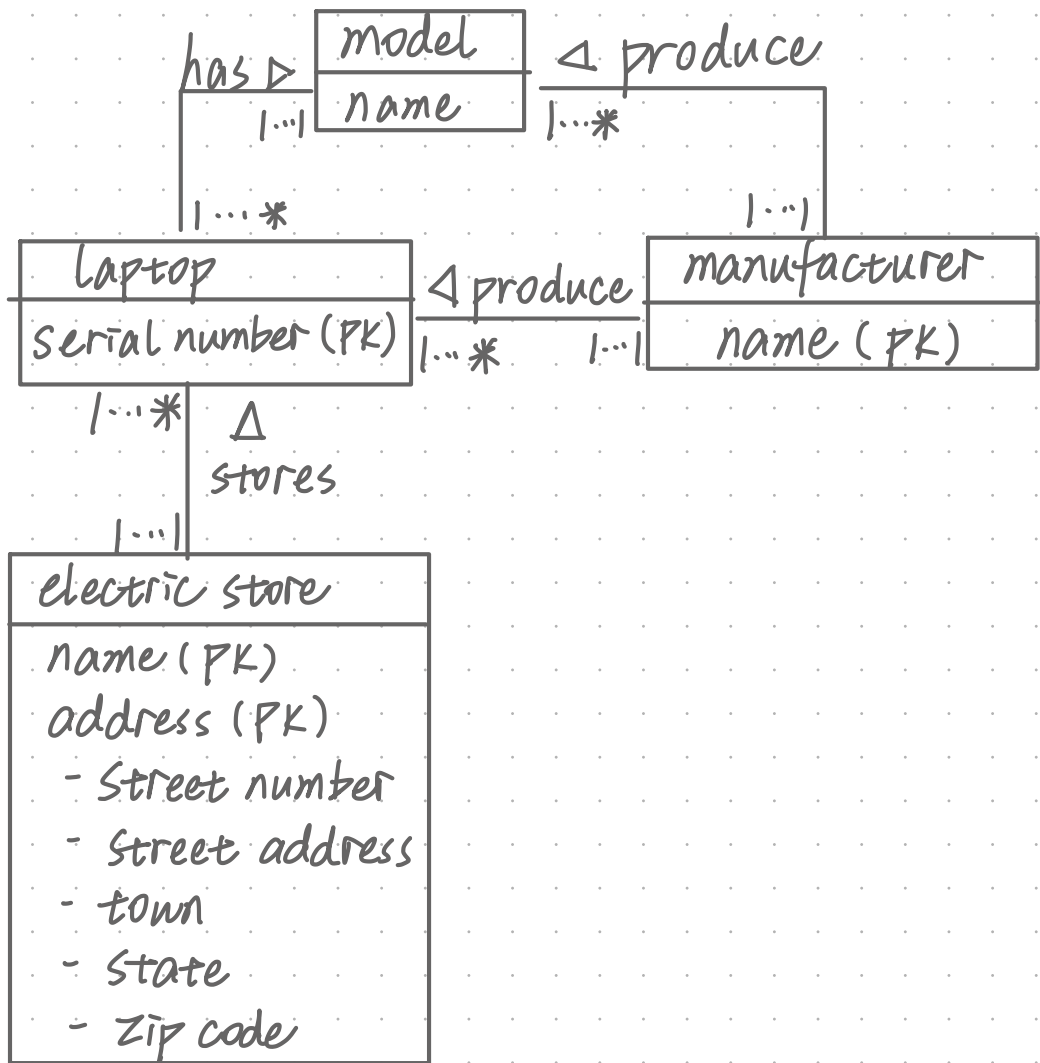 model
name
has ▷
◁ produce
1...1
1...*
1...*
1...1
laptop
serial number (PK)
◁ produce
1...*
1...1
manufacturer
name (PK)
1...*
△
stores
1...1
electric store
name (PK)
address (PK)
- Street number
- street address
- town
- state
- Zip code